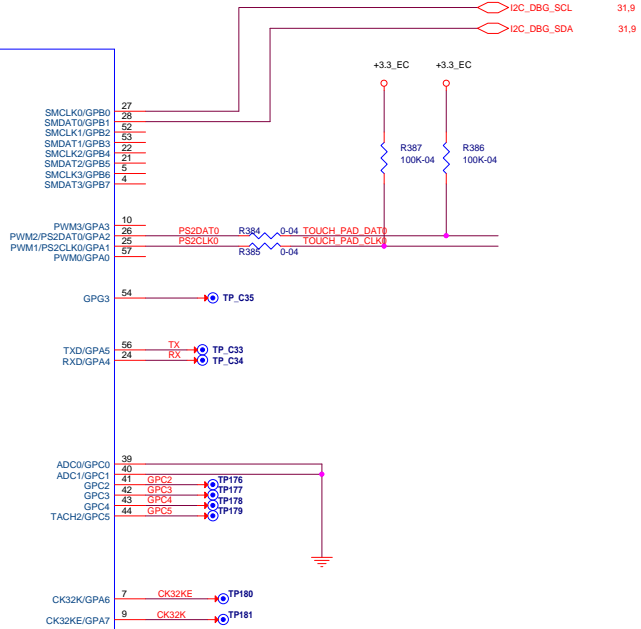 I2C_DBG_SCL 31,9
I2C_DBG_SDA 31,9
+3.3_EC +3.3_EC
SMCLK0/GPB0 27
SMDAT0/GPB1 28
SMCLK1/GPB2 52
SMDAT1/GPB3 53
SMCLK2/GPB4 22
SMDAT2/GPB5 21
SMCLK3/GPB6 5
SMDAT3/GPB7 4
R387 R386
100K-04 100K-04
PWM3/GPA3 10
PWM2/PS2DAT0/GPA2 26 PS2DAT0 R384 0-04 TOUCH_PAD_DAT0
PWM1/PS2CLK0/GPA1 25 PS2CLK0 R385 0-04 TOUCH_PAD_CLK0
PWM0/GPA0 57
GPG3 54 TP_C35
TXD/GPA5 56 TX TP_C33
RXD/GPA4 24 RX TP_C34
ADC0/GPC0 39
ADC1/GPC1 40
GPC2 41 GPC2 TP176
GPC3 42 GPC3 TP177
GPC4 43 GPC4 TP178
TACH2/GPC5 44 GPC5 TP179
CK32K/GPA6 7 CK32KE TP180
CK32KE/GPA7 9 CK32K TP181